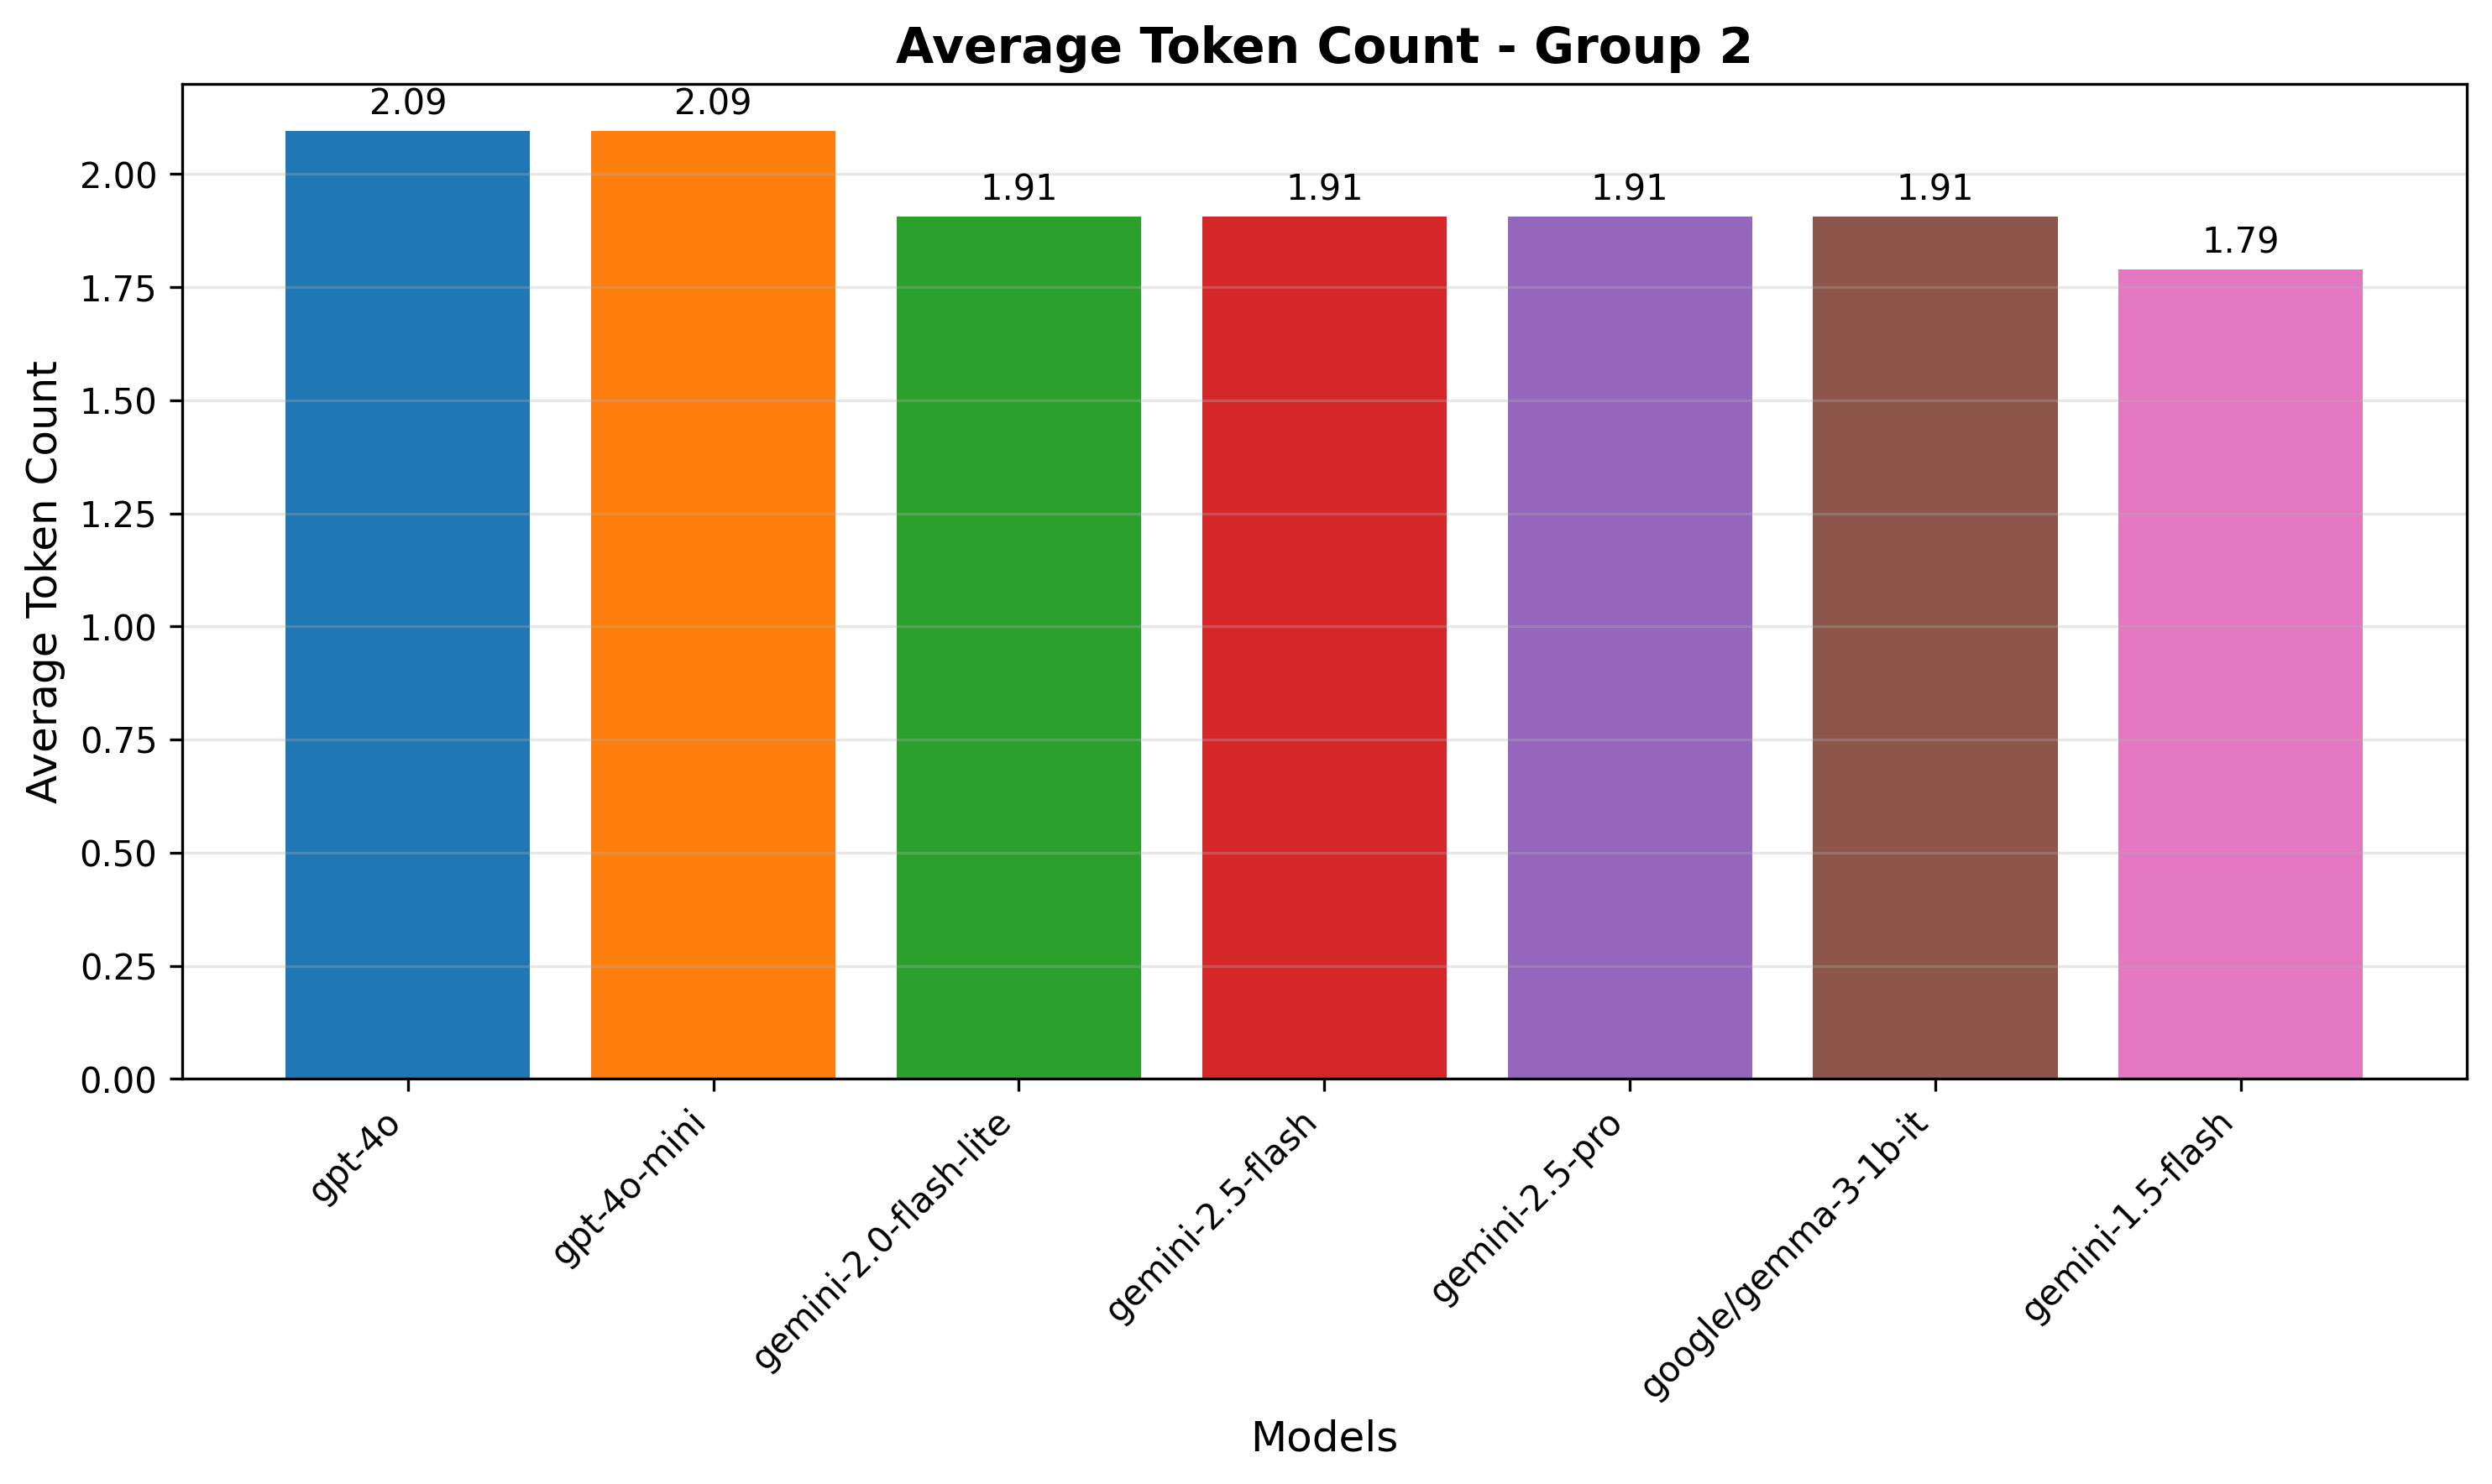 Average Token Count - Group 2
2.09
2.09
1.91
1.91
1.91
1.91
1.79
Average Token Count
2.00
1.75
1.50
1.25
1.00
0.75
0.50
0.25
0.00
gpt-4o
gpt-4o-mini
gemini-2.0-flash-lite
gemini-2.5-flash
gemini-2.5-pro
google/gemma-3-1b-it
gemini-1.5-flash
Models